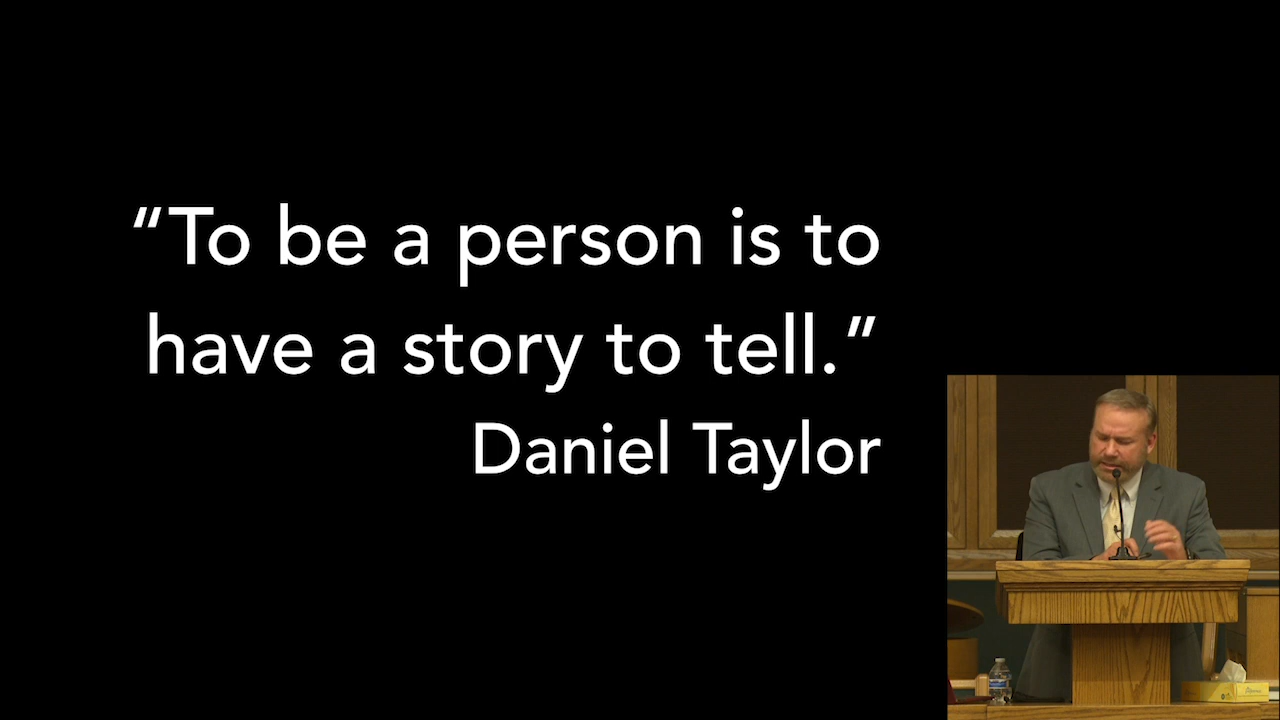 “To be a person is to
have a story to tell.”
Daniel Taylor